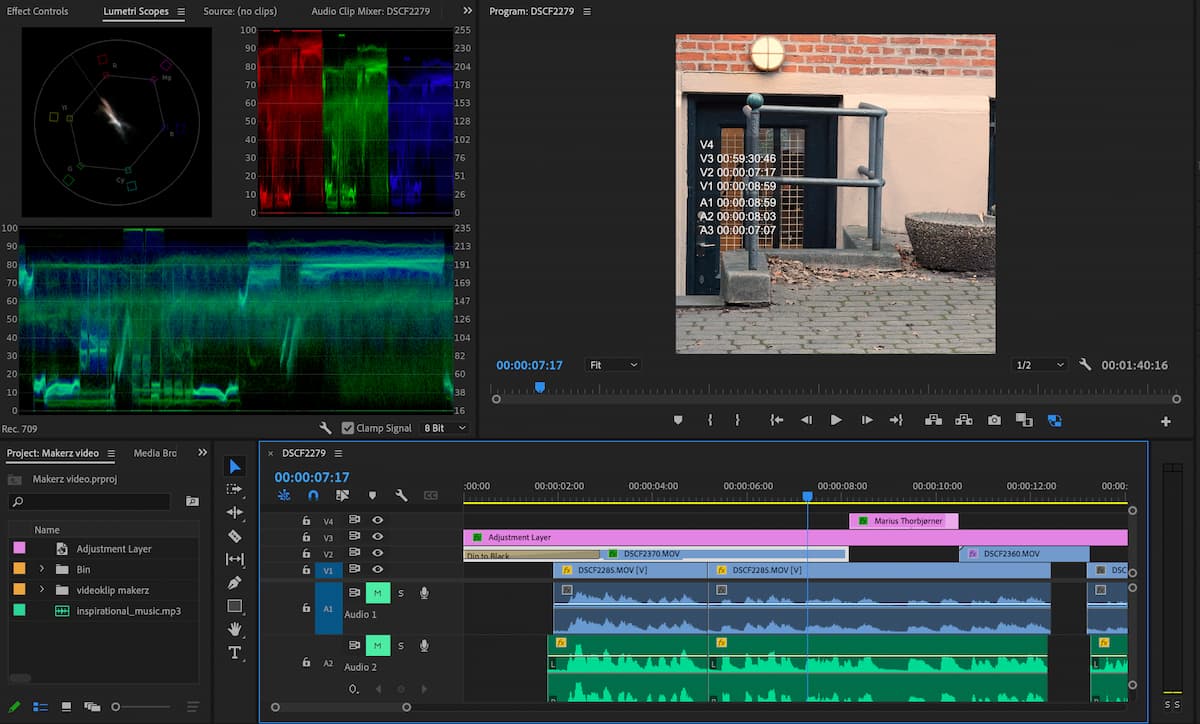 Effect Controls
Lumetri Scopes
Source: (no clips)
Audio Clip Mixer: DSCF2279
Program: DSCF2279
R
Mg
B
Cy
G
Yl
100
90
80
70
60
50
40
30
20
10
0
255
230
204
178
153
128
102
76
51
26
0
100
90
80
70
60
50
40
30
20
10
0
235
213
191
169
147
126
104
82
60
38
16
Rec. 709
Clamp Signal
8 Bit
V4
V3 00:59:30:46
V2 00:00:07:17
V1 00:00:08:59
A1 00:00:08:59
A2 00:00:08:03
A3 00:00:07:07
00:00:07:17
Fit
1/2
00:01:40:16
Project: Makerz video
Media Bro
Makerz video.prproj
Name
Adjustment Layer
Bin
videoklip makerz
inspirational_music.mp3
× DSCF2279
00:00:07:17
:00:00
00:00:02:00
00:00:04:00
00:00:06:00
00:00:08:00
00:00:10:00
00:00:12:00
00:00:
V4
fx Marius Thorbjørner
V3
fx Adjustment Layer
V2
Dip to Black
fx DSCF2370.MOV
fx DSCF2360.MOV
V1
fx DSCF2285.MOV [V]
fx DSCF2285.MOV [V]
fx DSC
A1
M S
Audio 1
A2
M S
Audio 2
fx
L
R
S S